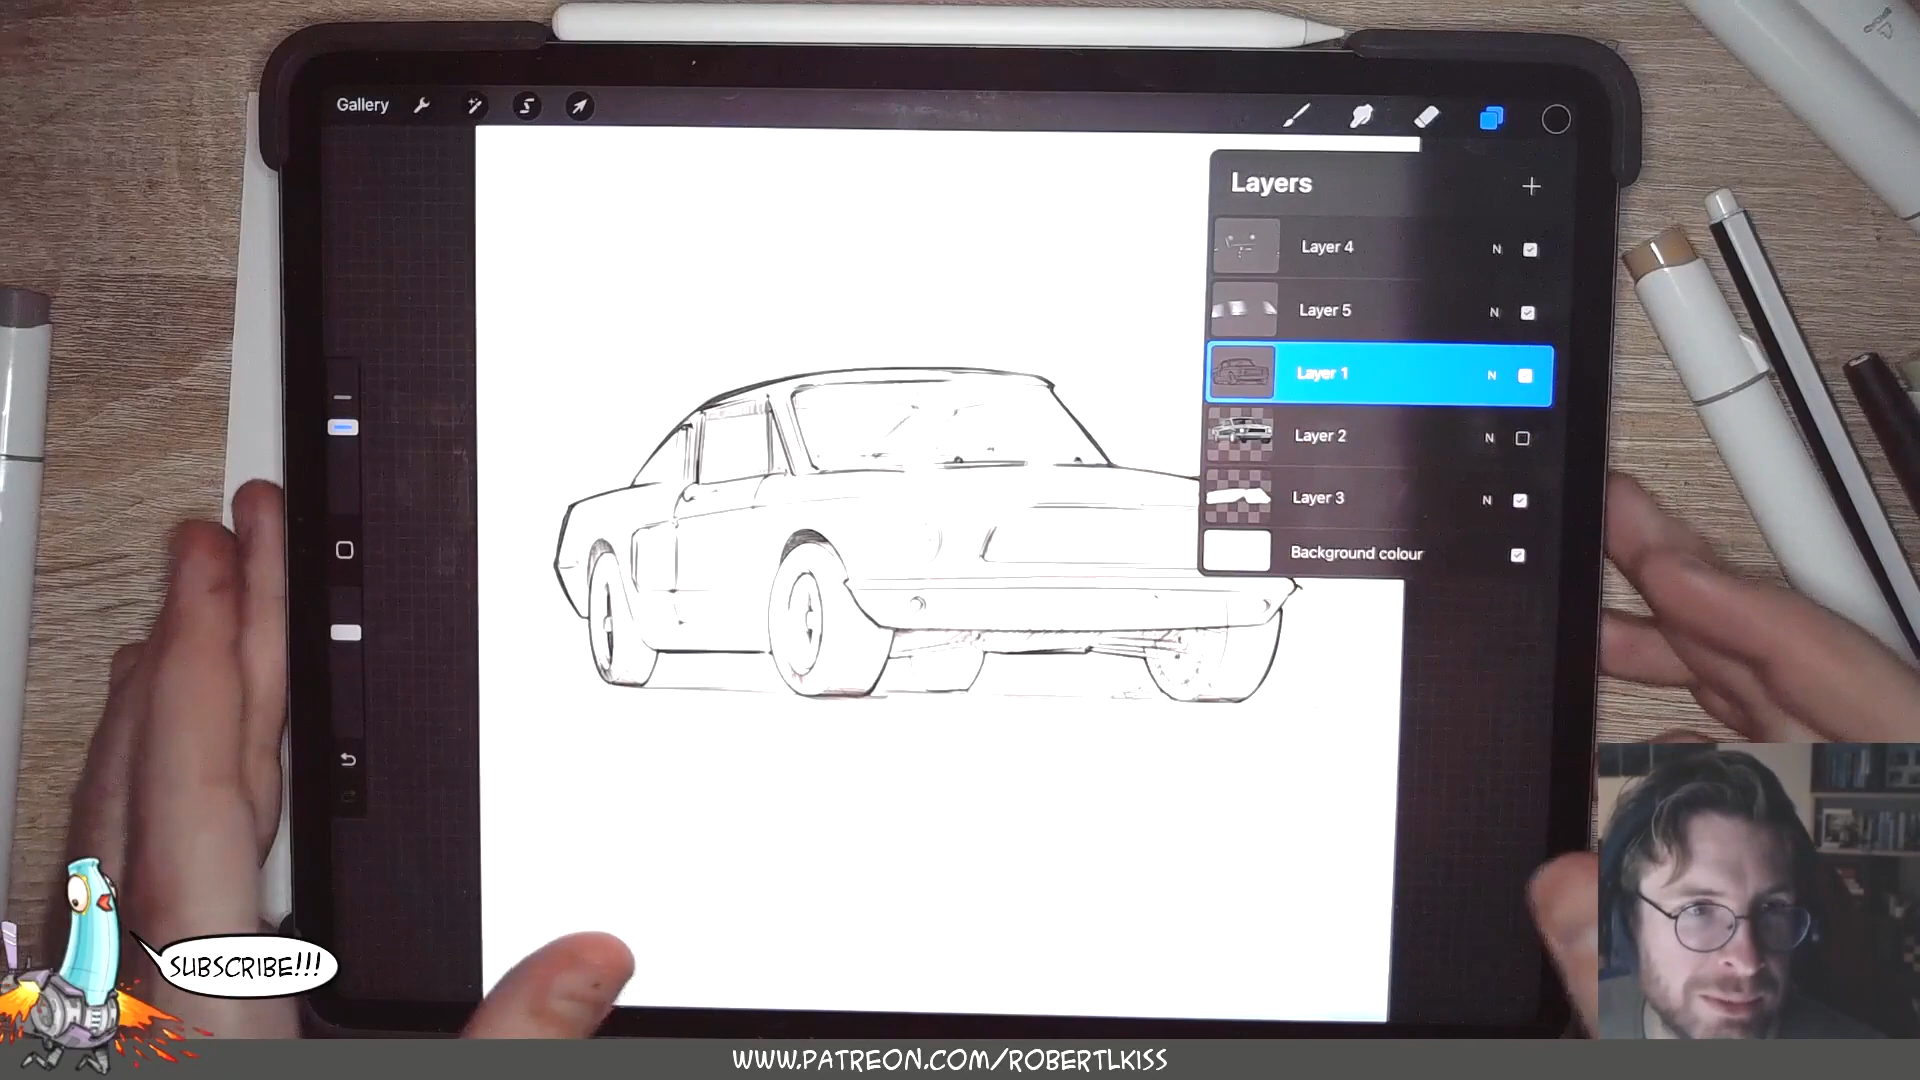 Gallery
Layers
Layer 4
N
Layer 5
N
Layer 1
N
Layer 2
N
Layer 3
N
Background colour
SUBSCRIBE!!!
WWW.PATREON.COM/ROBERTLKISS